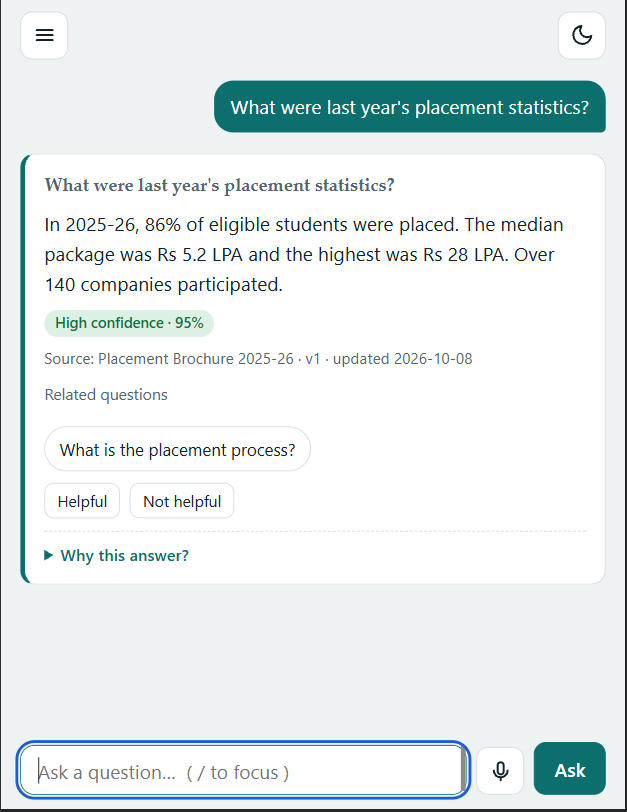 What were last year's placement statistics?
What were last year's placement statistics?
In 2025-26, 86% of eligible students were placed. The median
package was Rs 5.2 LPA and the highest was Rs 28 LPA. Over
140 companies participated.
High confidence · 95%
Source: Placement Brochure 2025-26 · v1 · updated 2026-10-08
Related questions
What is the placement process?
Helpful Not helpful
Why this answer?
Ask a question... ( / to focus ) Ask